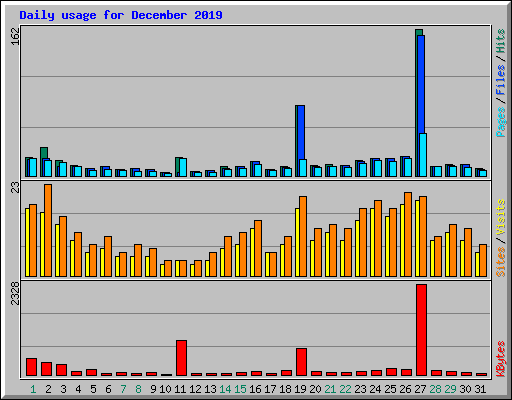 Daily usage for December 2019
162
Pages / Files / Hits
23
Sites / Visits
2328
KBytes
1 2 3 4 5 6 7 8 9 10 11 12 13 14 15 16 17 18 19 20 21 22 23 24 25 26 27 28 29 30 31